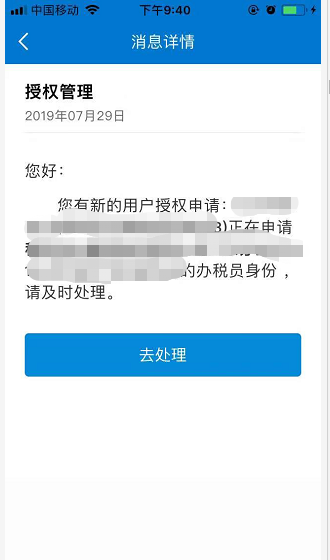 中国移动 下午9:40
消息详情
授权管理
2019年07月29日
您好：
您有新的用户授权申请：
3)正在申请
的办税员身份，
请及时处理。
去处理